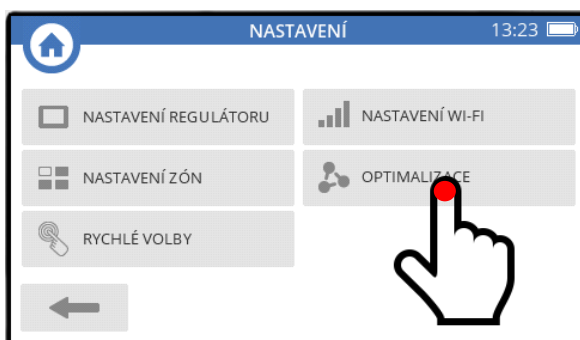 NASTAVENÍ 13:23
NASTAVENÍ REGULÁTORU
NASTAVENÍ WI-FI
NASTAVENÍ ZÓN
OPTIMALIZACE
RYCHLÉ VOLBY